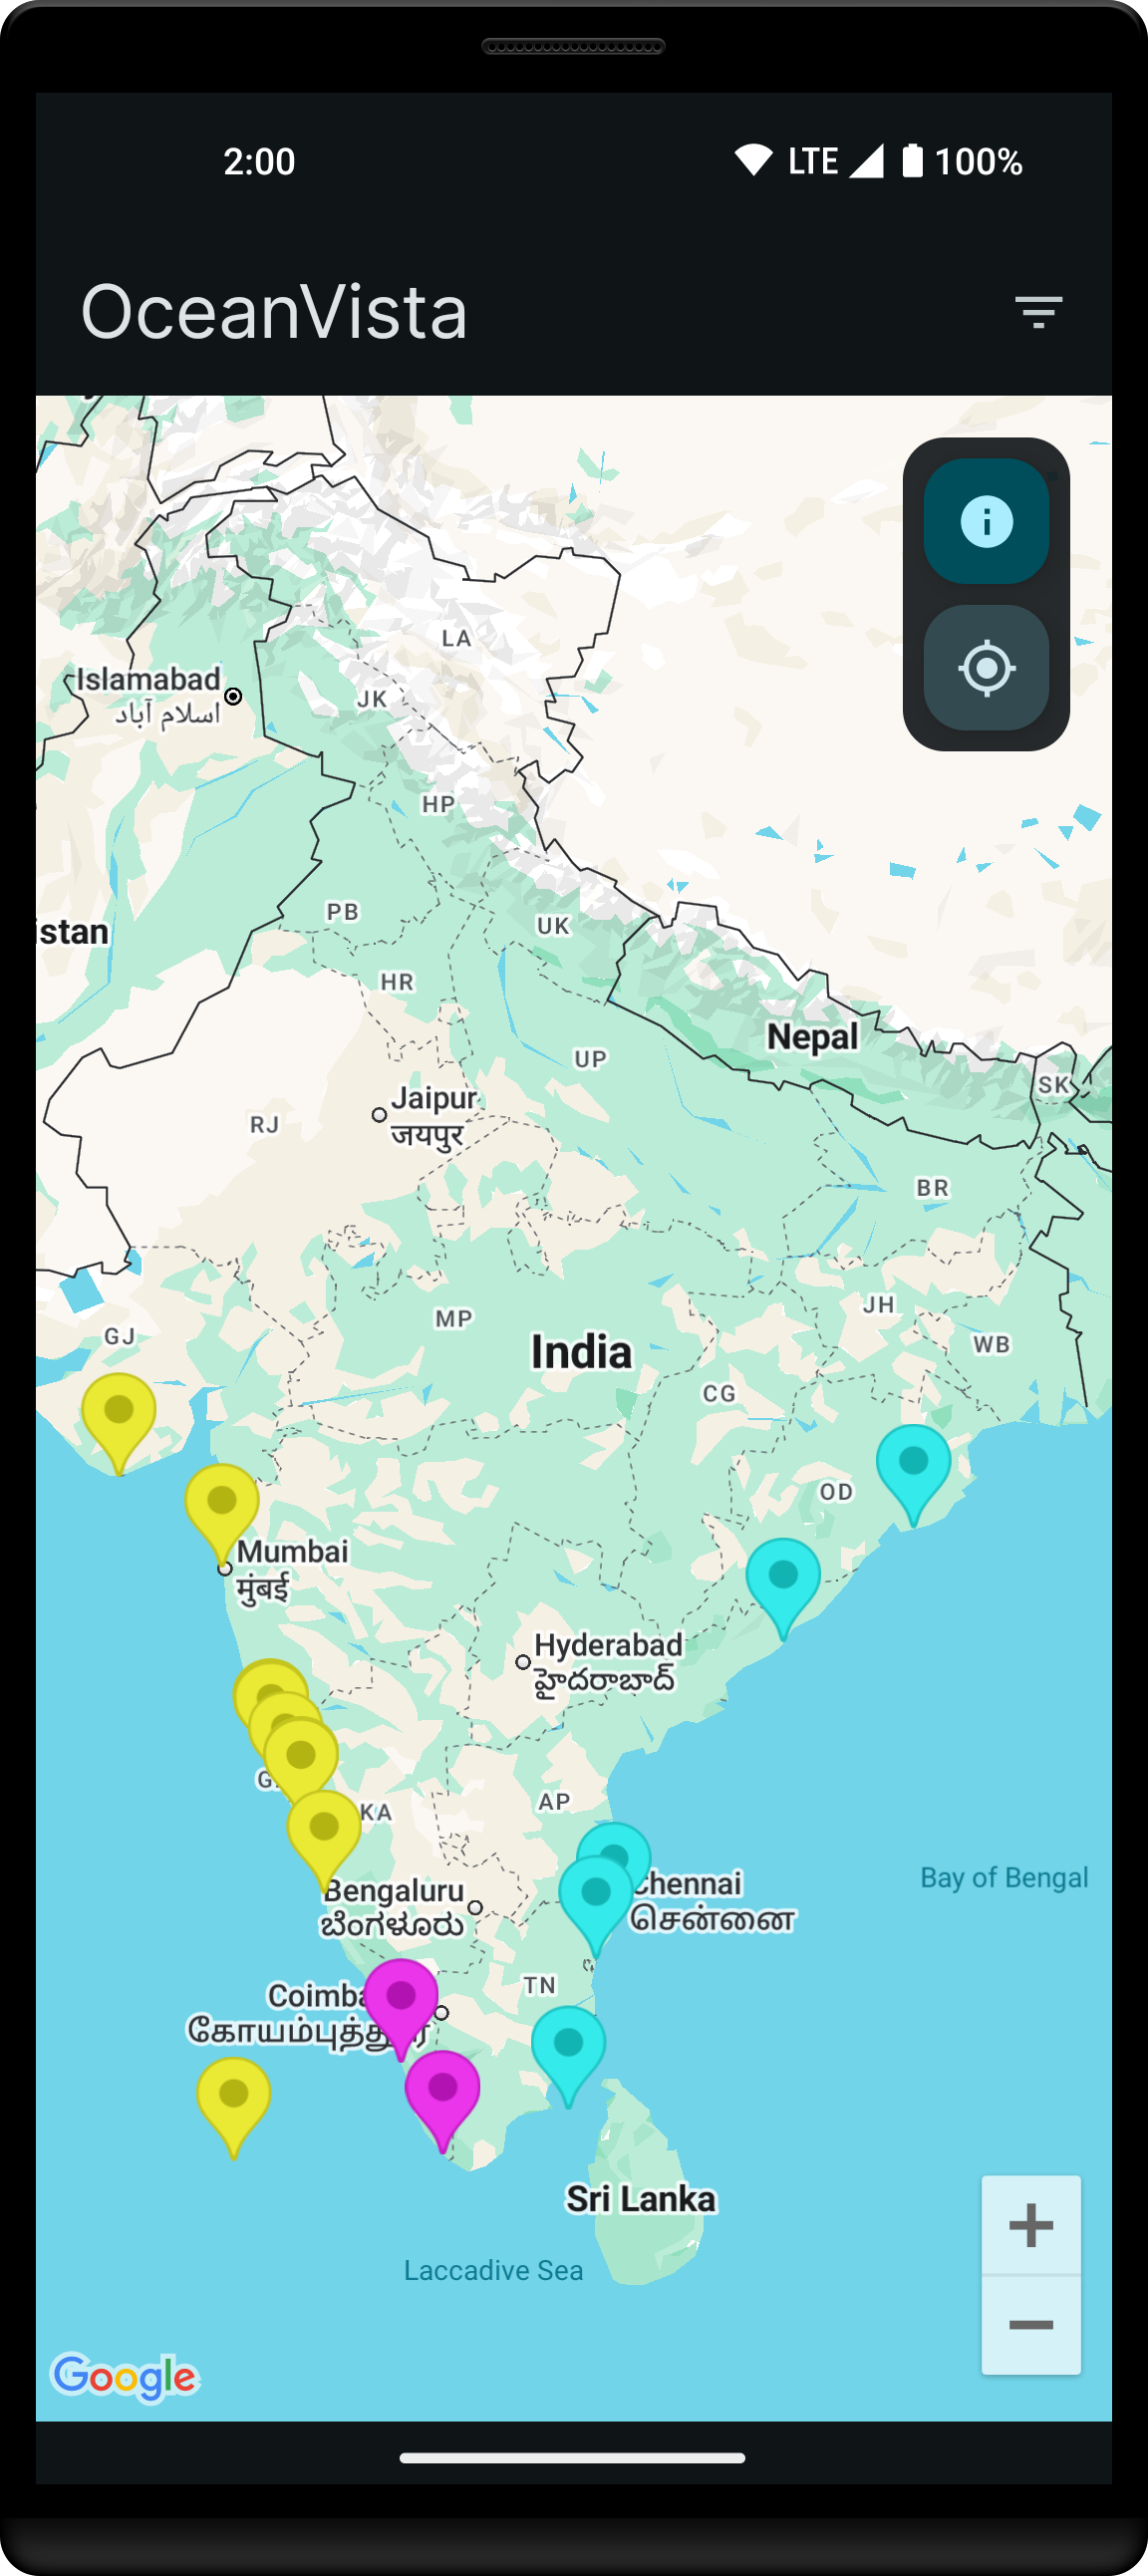 2:00
LTE
100%
OceanVista
LA
Islamabad
اسلام آباد
JK
HP
PB
istan
UK
HR
Nepal
UP
SK
Jaipur
जयपुर
RJ
BR
JH
GJ
MP
India
WB
CG
OD
Mumbai
मुंबई
Hyderabad
హైదరాబాద్
G
AP
KA
Bay of Bengal
Chennai
சென்னை
Bengaluru
ಬೆಂಗಳೂರು
TN
Coimba
கோயம்புத்தூர்
Sri Lanka
Laccadive Sea
Google